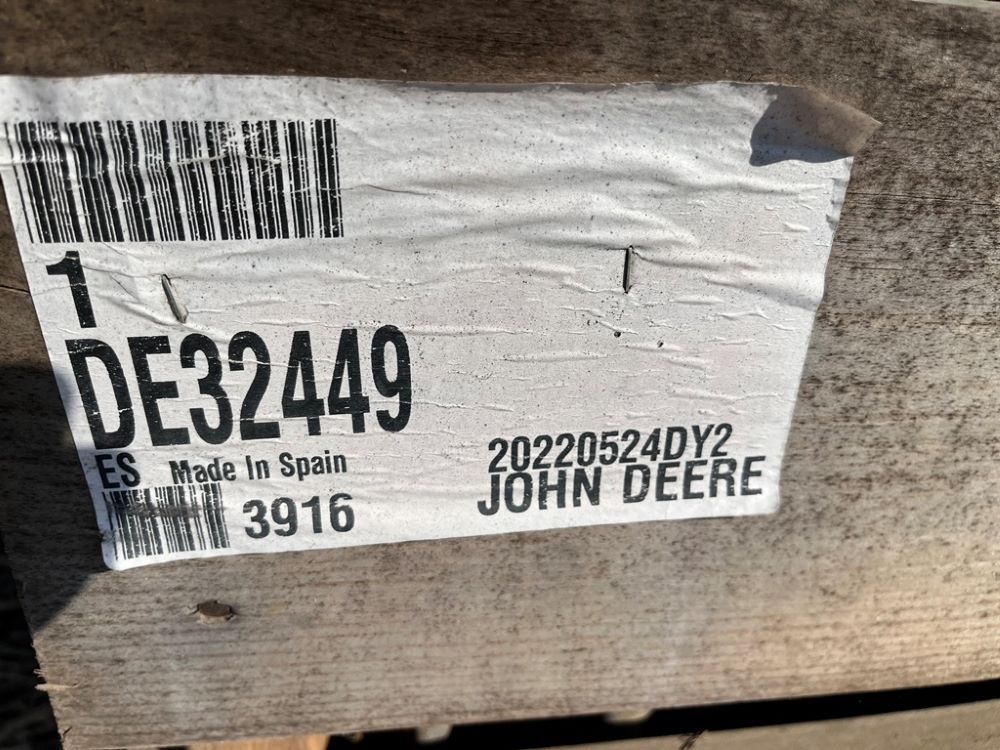 1
DE32449
ES Made In Spain
3916
20220524DY2
JOHN DEERE